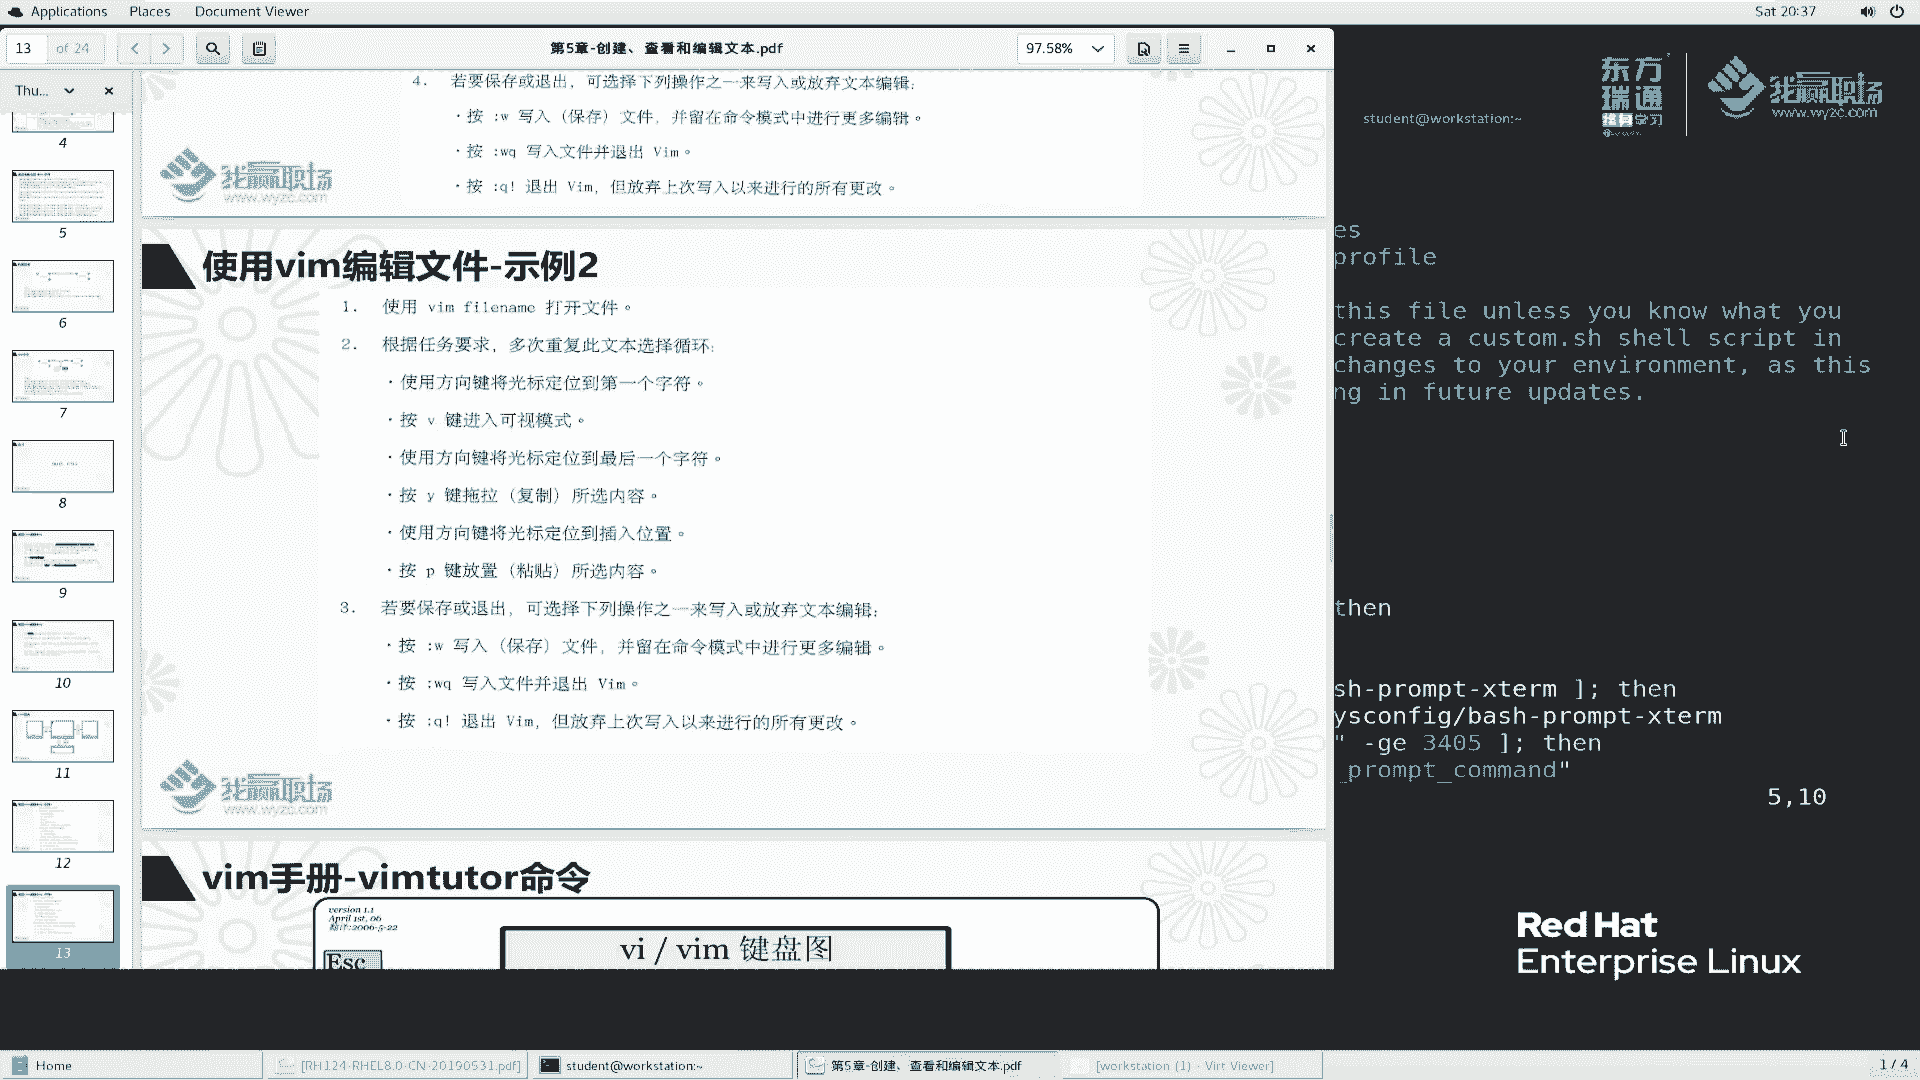 Applications Places Document Viewer Sat 20:37
13 of 24 第5章-创建、查看和编辑文本.pdf 97.58%
Thu...
4
5
6
7
8
9
10
11
12
13
4. 若要保存或退出，可选择下列操作之一来写入或放弃文本编辑:
·按 :w 写入（保存）文件，并留在命令模式中进行更多编辑。
·按 :wq 写入文件并退出 Vim。
·按 :q! 退出 Vim，但放弃上次写入以来进行的所有更改。
我赢职场
www.wyzc.com
使用vim编辑文件-示例2
1. 使用 vim filename 打开文件。
2. 根据任务要求，多次重复此文本选择循环:
·使用方向键将光标定位到第一个字符。
·按 v 键进入可视模式。
·使用方向键将光标定位到最后一个字符。
·按 y 键拖拉（复制）所选内容。
·使用方向键将光标定位到插入位置。
·按 p 键放置（粘贴）所选内容。
3. 若要保存或退出，可选择下列操作之一来写入或放弃文本编辑:
·按 :w 写入（保存）文件，并留在命令模式中进行更多编辑。
·按 :wq 写入文件并退出 Vim。
·按 :q! 退出 Vim，但放弃上次写入以来进行的所有更改。
我赢职场
www.wyzc.com
vim手册-vimtutor命令
version 1.1
April 1st, 06
翻译:2006-5-22
vi / vim 键盘图
Esc
东方
瑞通
终身学习
我赢职场
www.wyzc.com
student@workstation:~
es
profile
this file unless you know what you
create a custom.sh shell script in
changes to your environment, as this
ng in future updates.
then
sh-prompt-xterm ]; then
ysconfig/bash-prompt-xterm
" -ge 3405 ]; then
_prompt_command"
5,10
Red Hat
Enterprise Linux
Home [RH124-RHEL8.0-CN-20190531.pdf] student@workstation:~ 第5章-创建、查看和编辑文本.pdf [workstation (1) - Virt Viewer] 1 / 4